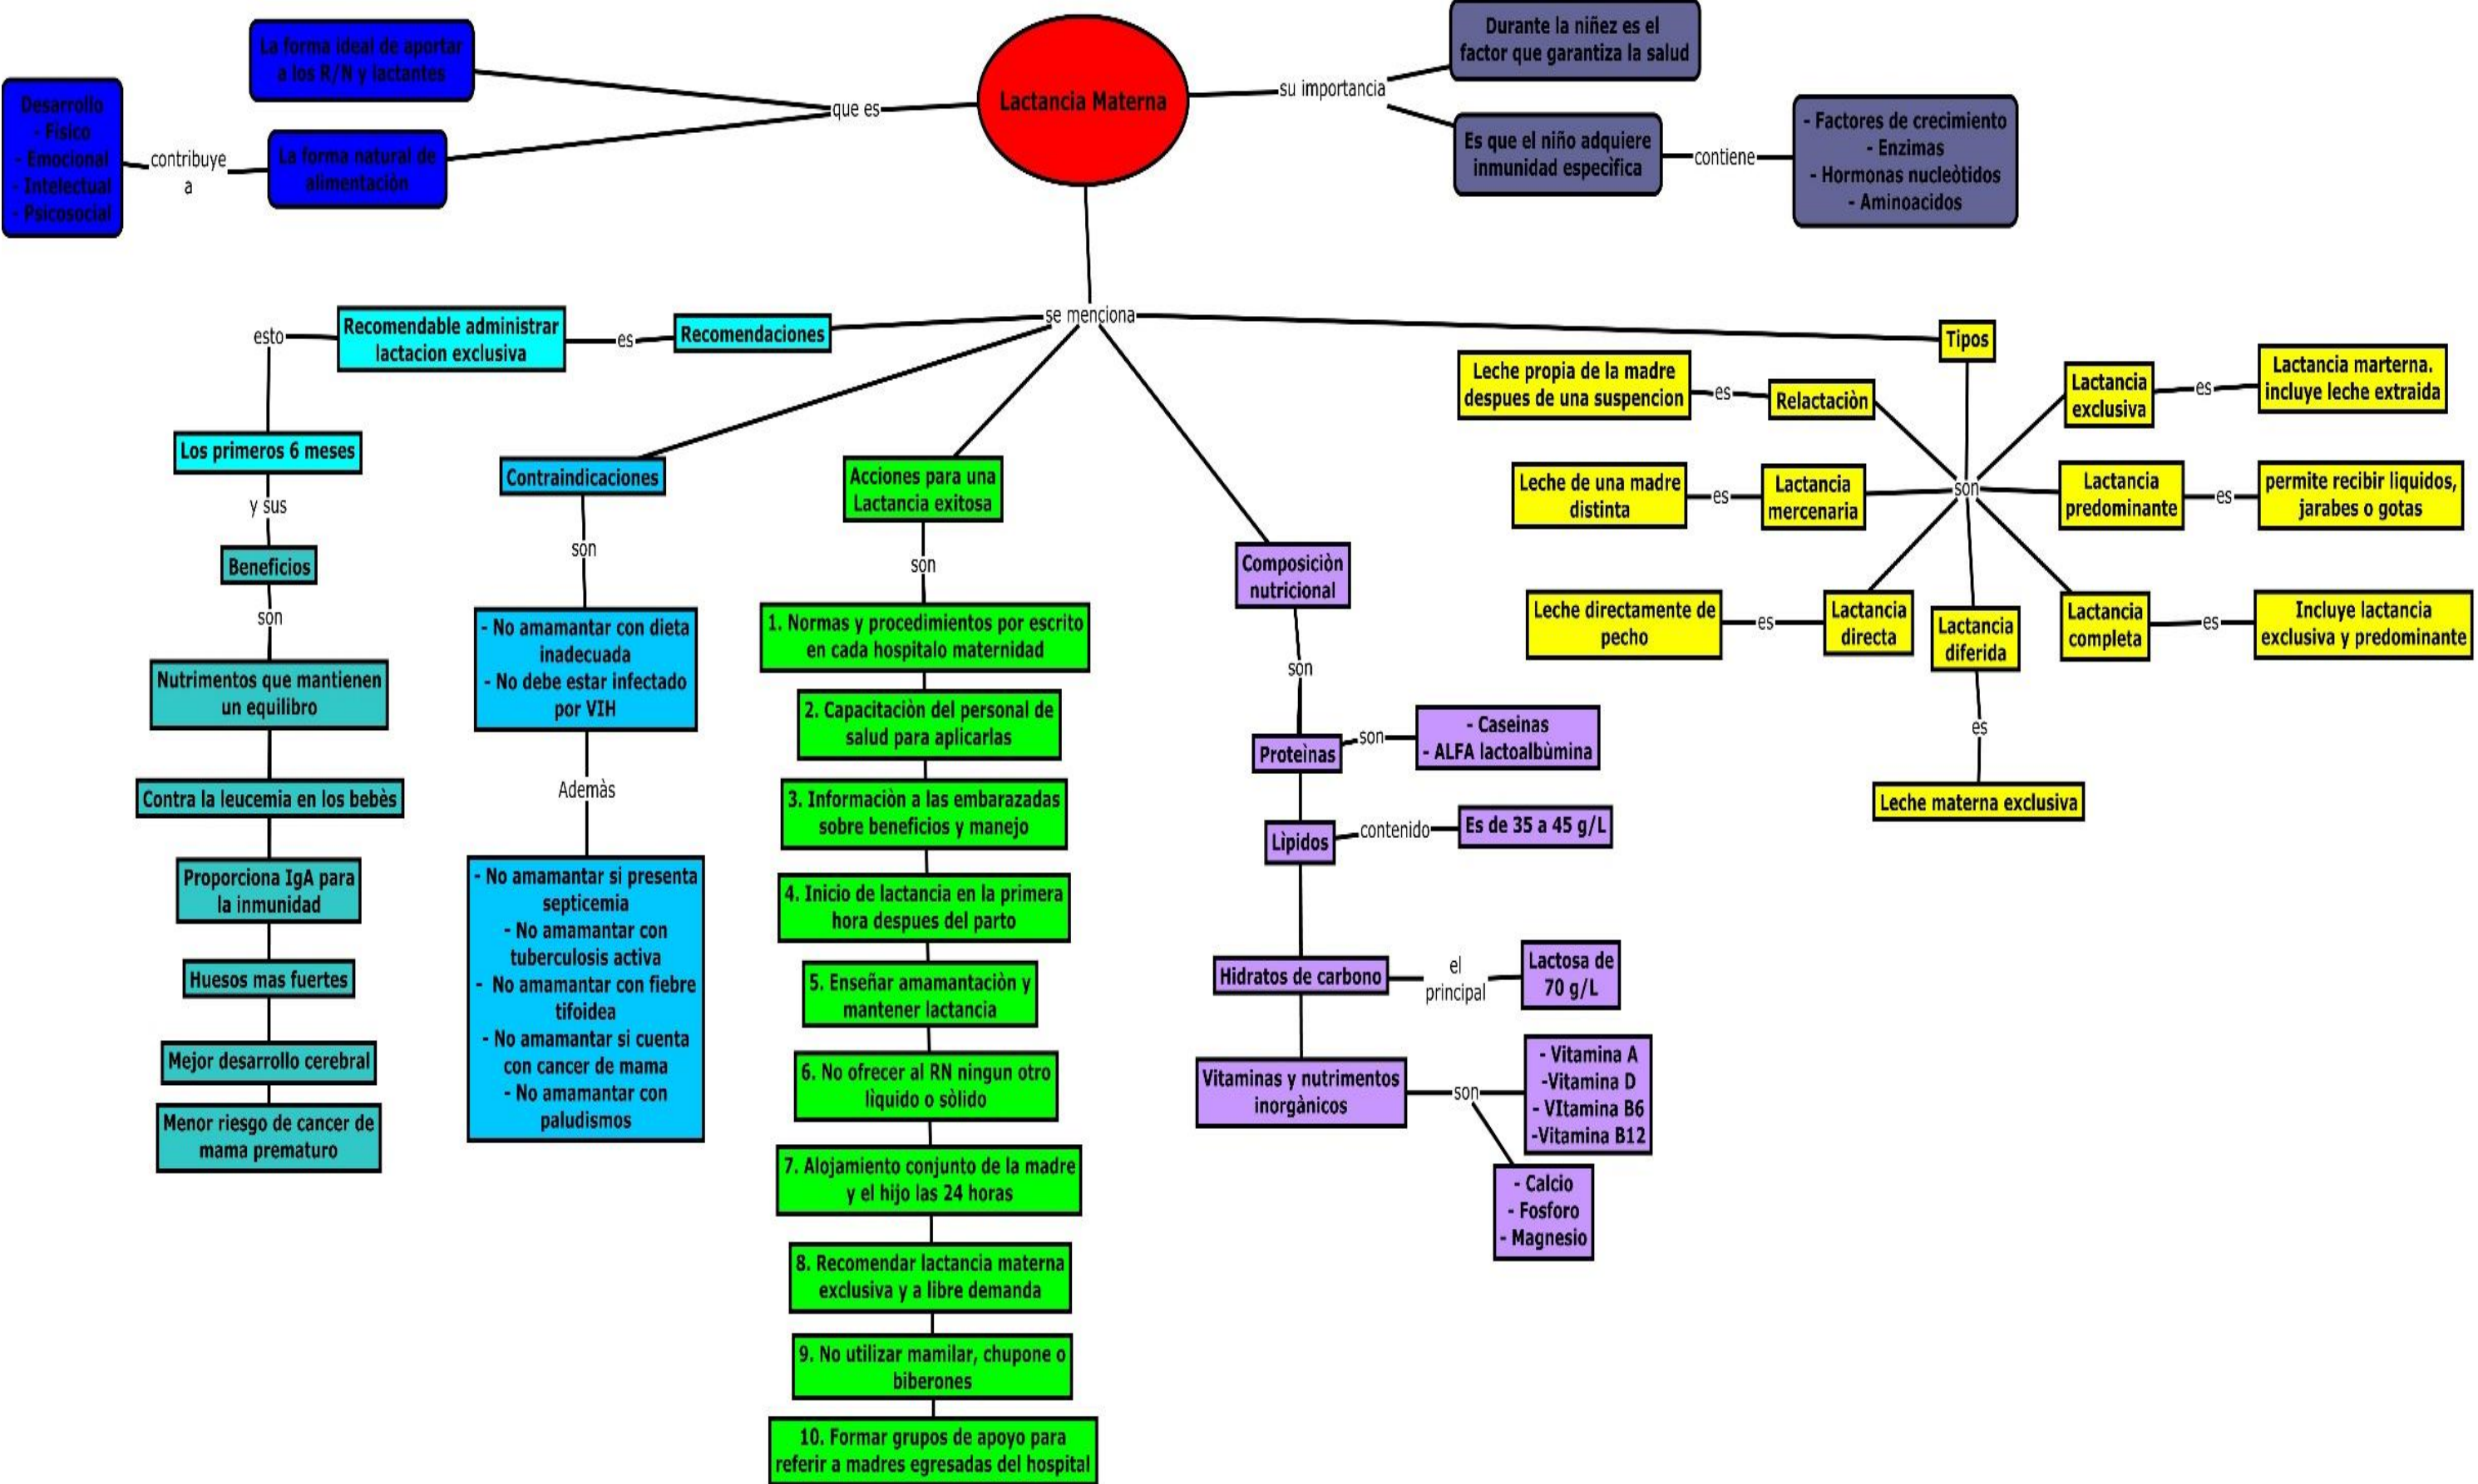 Lactancia Materna
que es
La forma ideal de aportar
a los R/N y lactantes
La forma natural de
alimentaciòn
contribuye
a
Desarrollo
- Fisico
- Emocional
- Intelectual
- Psicosocial
su importancia
Durante la niñez es el
factor que garantiza la salud
Es que el niño adquiere
inmunidad especìfica
contiene
- Factores de crecimiento
- Enzimas
- Hormonas nucleòtidos
- Aminoacidos
se menciona
Recomendaciones
es
Recomendable administrar
lactacion exclusiva
esto
Los primeros 6 meses
y sus
Beneficios
son
Nutrimentos que mantienen
un equilibro
Contra la leucemia en los bebès
Proporciona IgA para
la inmunidad
Huesos mas fuertes
Mejor desarrollo cerebral
Menor riesgo de cancer de
mama prematuro
Contraindicaciones
son
- No amamantar con dieta
inadecuada
- No debe estar infectado
por VIH
Ademàs
- No amamantar si presenta
septicemia
- No amamantar con
tuberculosis activa
- No amamantar con fiebre
tifoidea
- No amamantar si cuenta
con cancer de mama
- No amamantar con
paludismos
Acciones para una
Lactancia exitosa
son
1. Normas y procedimientos por escrito
en cada hospitalo maternidad
2. Capacitaciòn del personal de
salud para aplicarlas
3. Informaciòn a las embarazadas
sobre beneficios y manejo
4. Inicio de lactancia en la primera
hora despues del parto
5. Enseñar amamantaciòn y
mantener lactancia
6. No ofrecer al RN ningun otro
lìquido o sòlido
7. Alojamiento conjunto de la madre
y el hijo las 24 horas
8. Recomendar lactancia materna
exclusiva y a libre demanda
9. No utilizar mamilar, chupone o
biberones
10. Formar grupos de apoyo para
referir a madres egresadas del hospital
Composiciòn
nutricional
son
Proteìnas
son
- Caseinas
- ALFA lactoalbùmina
Lìpidos
contenido
Es de 35 a 45 g/L
Hidratos de carbono
el
principal
Lactosa de
70 g/L
Vitaminas y nutrimentos
inorgànicos
son
- Vitamina A
-Vitamina D
- VItamina B6
-Vitamina B12
- Calcio
- Fosforo
- Magnesio
Tipos
son
Relactaciòn
es
Leche propia de la madre
despues de una suspencion
Lactancia
mercenaria
es
Leche de una madre
distinta
Lactancia
directa
es
Leche directamente de
pecho
Lactancia
diferida
es
Leche materna exclusiva
Lactancia
completa
es
Incluye lactancia
exclusiva y predominante
Lactancia
predominante
es
permite recibir liquidos,
jarabes o gotas
Lactancia
exclusiva
es
Lactancia marterna.
incluye leche extraida